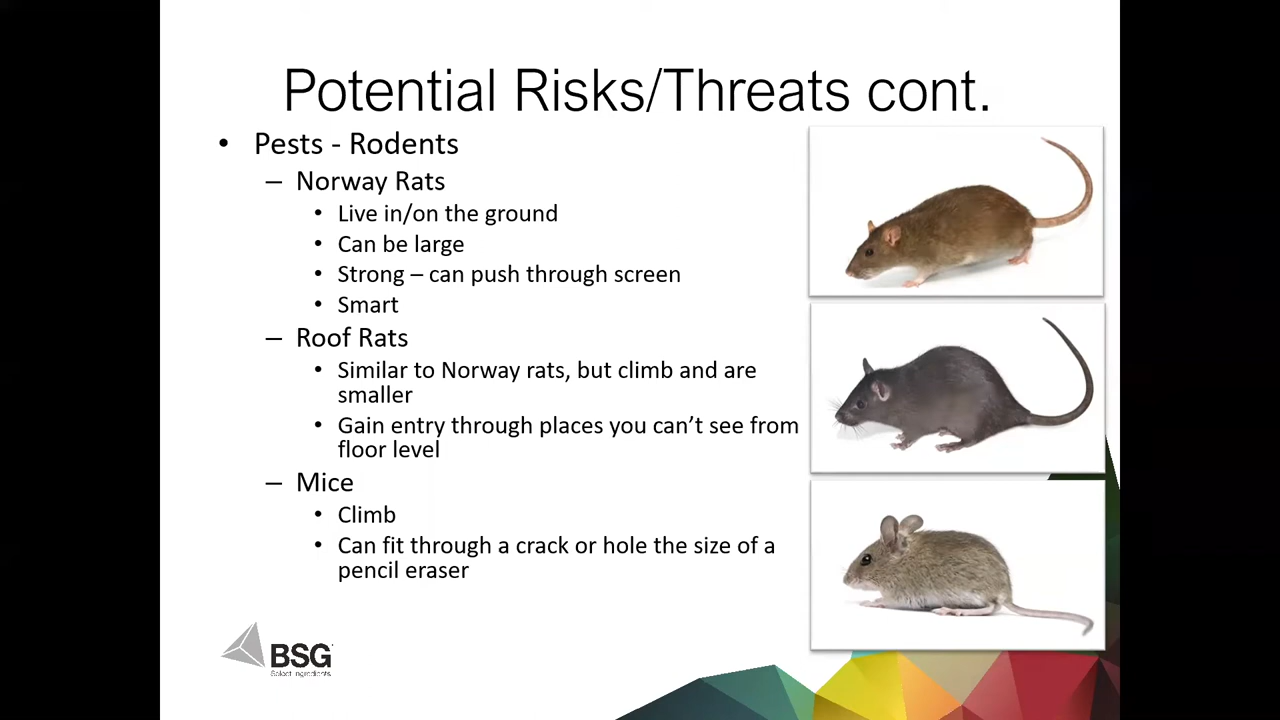 Potential Risks/Threats cont.
• Pests - Rodents
– Norway Rats
• Live in/on the ground
• Can be large
• Strong – can push through screen
• Smart
– Roof Rats
• Similar to Norway rats, but climb and are
smaller
• Gain entry through places you can’t see from
floor level
– Mice
• Climb
• Can fit through a crack or hole the size of a
pencil eraser
BSG
Select Ingredients